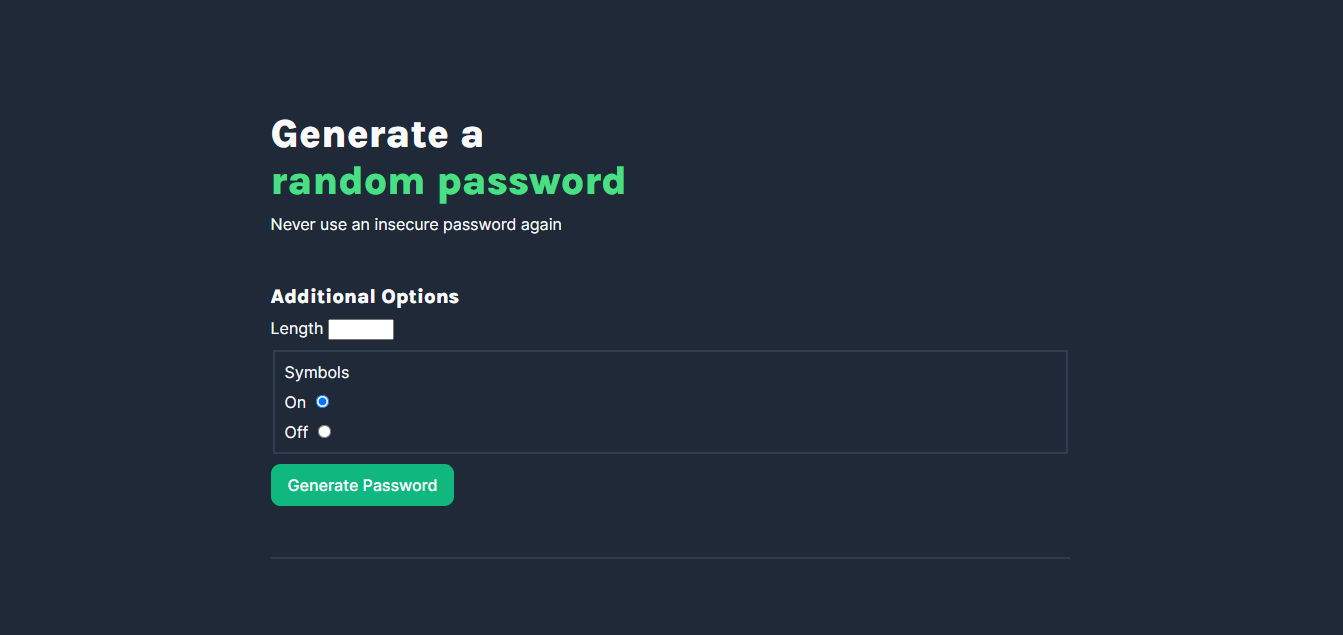 Generate a
random password
Never use an insecure password again
Additional Options
Length
Symbols
On
Off
Generate Password